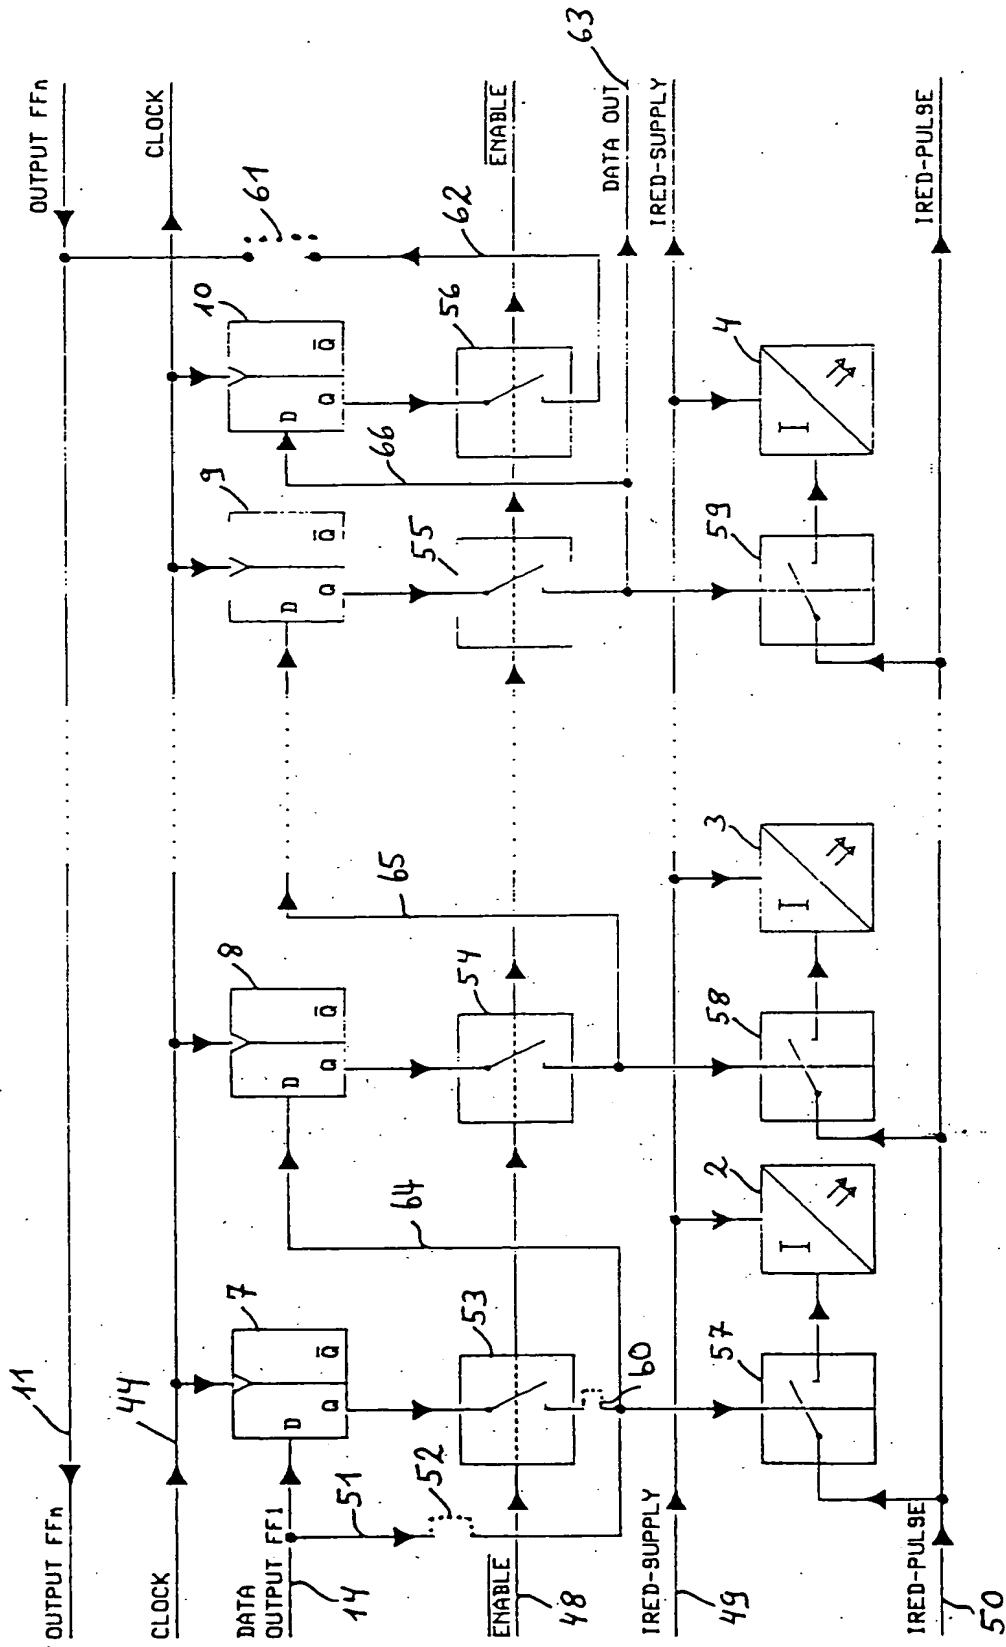 11
OUTPUT FFn
OUTPUT FFn
44
CLOCK
CLOCK
7
8
9
10
61
DATA
OUTPUT FF1
D
Q
Q̅
D
Q
Q̅
D
Q
Q̅
D
Q
Q̅
14
51
52
64
65
66
53
54
55
56
62
E̅N̅A̅B̅L̅E̅
E̅N̅A̅B̅L̅E̅
48
60
DATA OUT
63
IRED-SUPPLY
IRED-SUPPLY
49
57
2
58
3
59
4
I
I
I
IRED-PULSE
IRED-PULSE
50